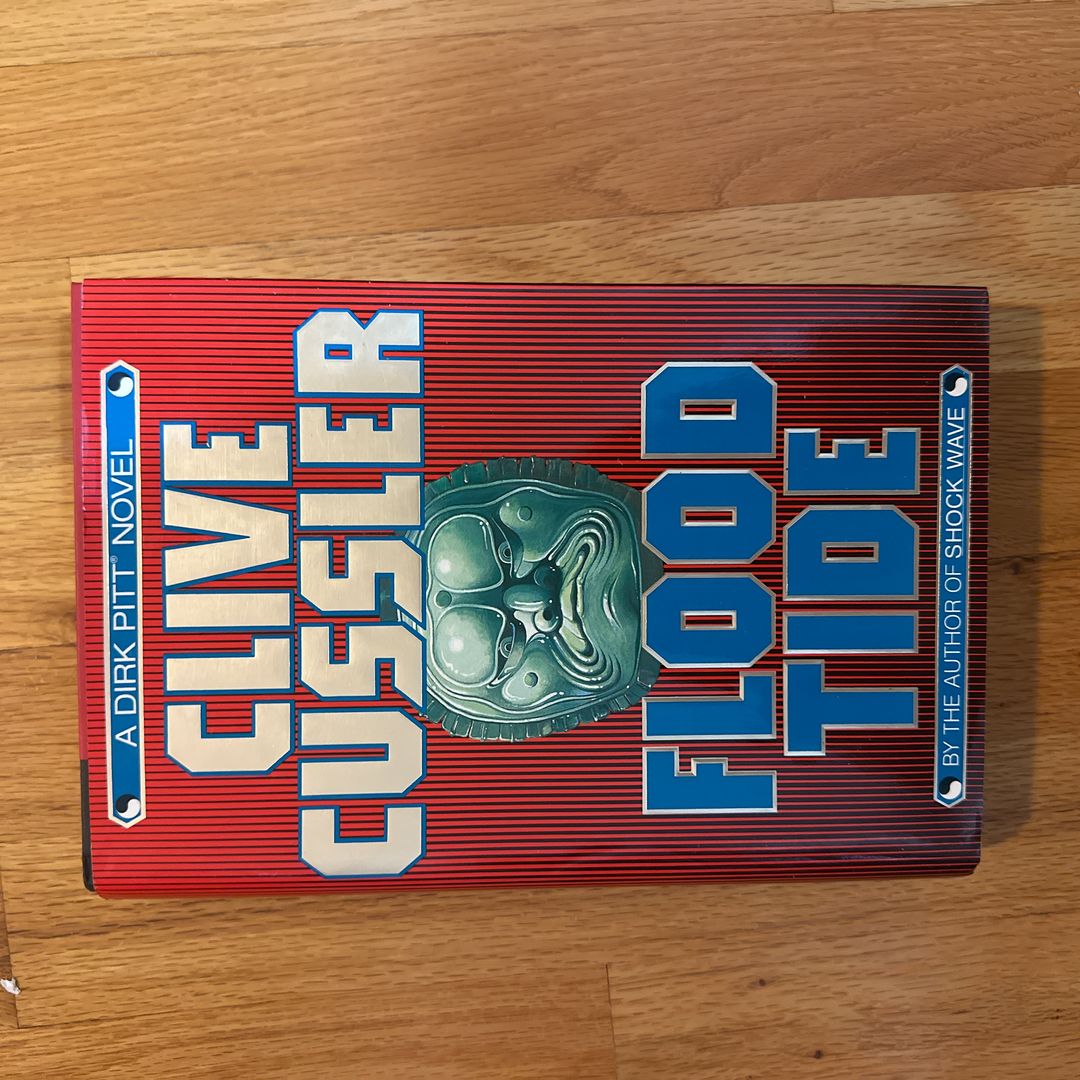 A DIRK PITT® NOVEL
CLIVE
CUSSLER
FLOOD
TIDE
BY THE AUTHOR OF SHOCK WAVE